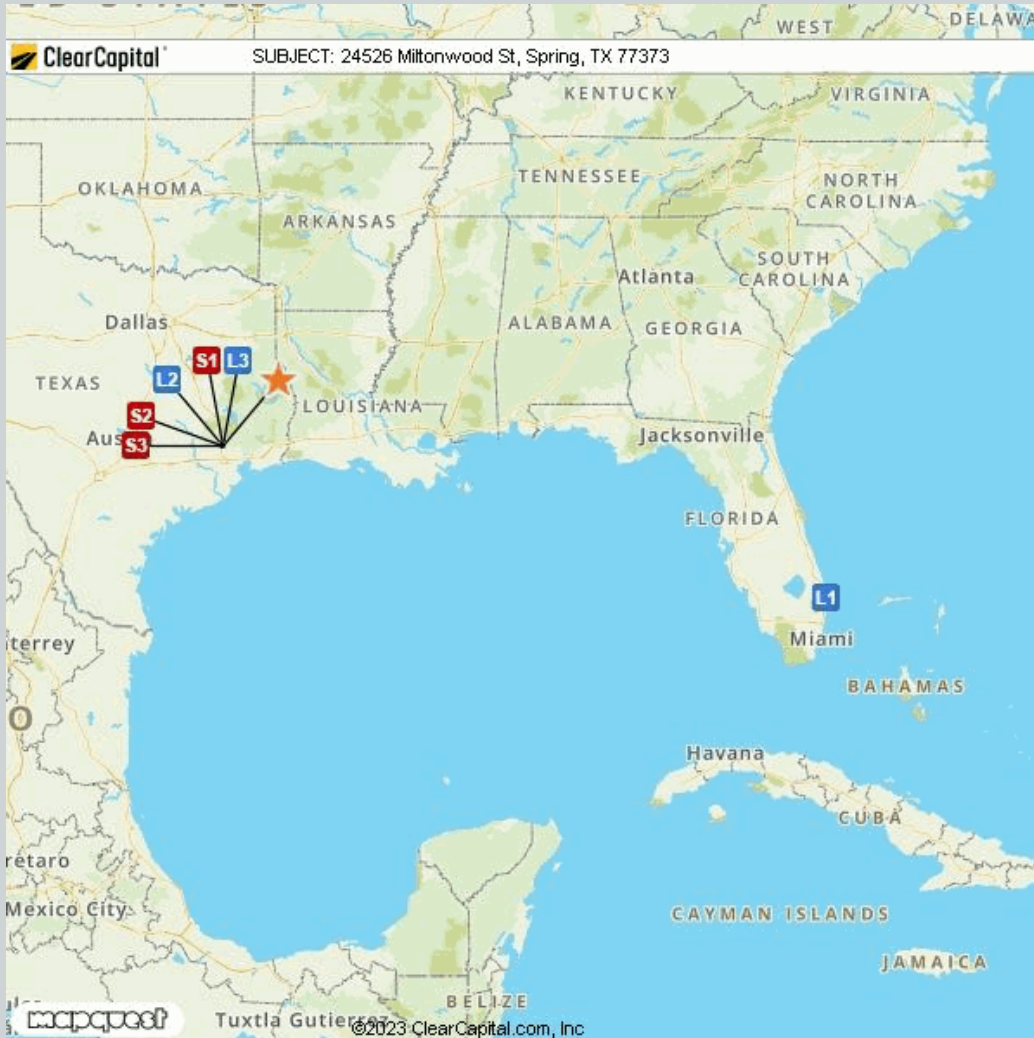 WEST
DELAWA
ClearCapital
SUBJECT: 24526 Miltonwood St, Spring, TX 77373
KENTUCKY
VIRGINIA
OKLAHOMA
TENNESSEE
NORTH
CAROLINA
ARKANSAS
SOUTH
CAROLINA
Atlanta
Dallas
ALABAMA
GEORGIA
S1
L3
L2
TEXAS
LOUISIANA
S2
Aus
S3
Jacksonville
FLORIDA
L1
Miami
terrey
BAHAMAS
O
Havana
CUBA
retaro
Mexico City
CAYMAN ISLANDS
JAMAICA
BELIZE
mapquest
Tuxtla Gutierrez
©2023 ClearCapital.com, Inc